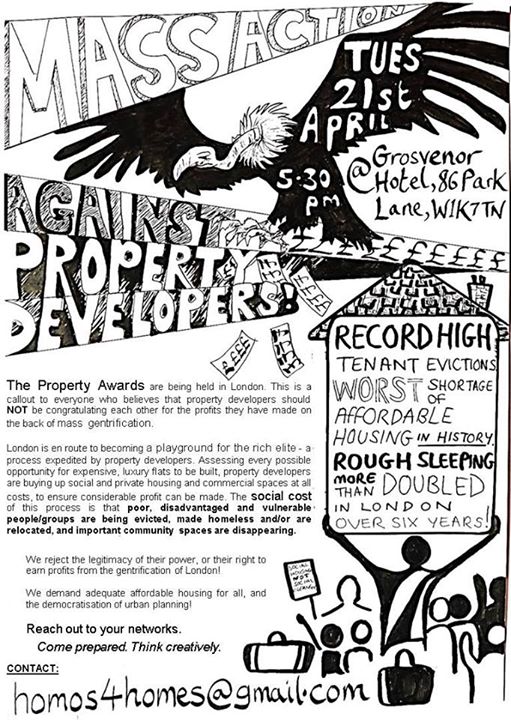 MASS ACTION
TUES
21st
APRIL
5·30
pm
@ Grosvenor
Hotel, 86 Park
Lane, W1K7TN
AGAINST
PROPERTY
DEVELOPERS!
££££££
££££
££££
RECORD HIGH
TENANT EVICTIONS
WORST SHORTAGE
OF
AFFORDABLE
HOUSING IN HISTORY.
ROUGH SLEEPING
MORE
THAN DOUBLED
IN LONDON
OVER SIX YEARS!
The Property Awards are being held in London. This is a
callout to everyone who believes that property developers should
NOT be congratulating each other for the profits they have made on
the back of mass gentrification.
London is en route to becoming a playground for the rich elite - a
process expedited by property developers. Assessing every possible
opportunity for expensive, luxury flats to be built, property developers
are buying up social and private housing and commercial spaces at all
costs, to ensure considerable profit can be made. The social cost
of this process is that poor, disadvantaged and vulnerable
people/groups are being evicted, made homeless and/or are
relocated, and important community spaces are disappearing.
We reject the legitimacy of their power, or their right to
earn profits from the gentrification of London!
We demand adequate affordable housing for all, and
the democratisation of urban planning!
Reach out to your networks.
Come prepared. Think creatively.
SOCIAL
HOUSING
NOT
SOCIAL
CLEANSING
CONTACT:
homos4homes@gmail.com